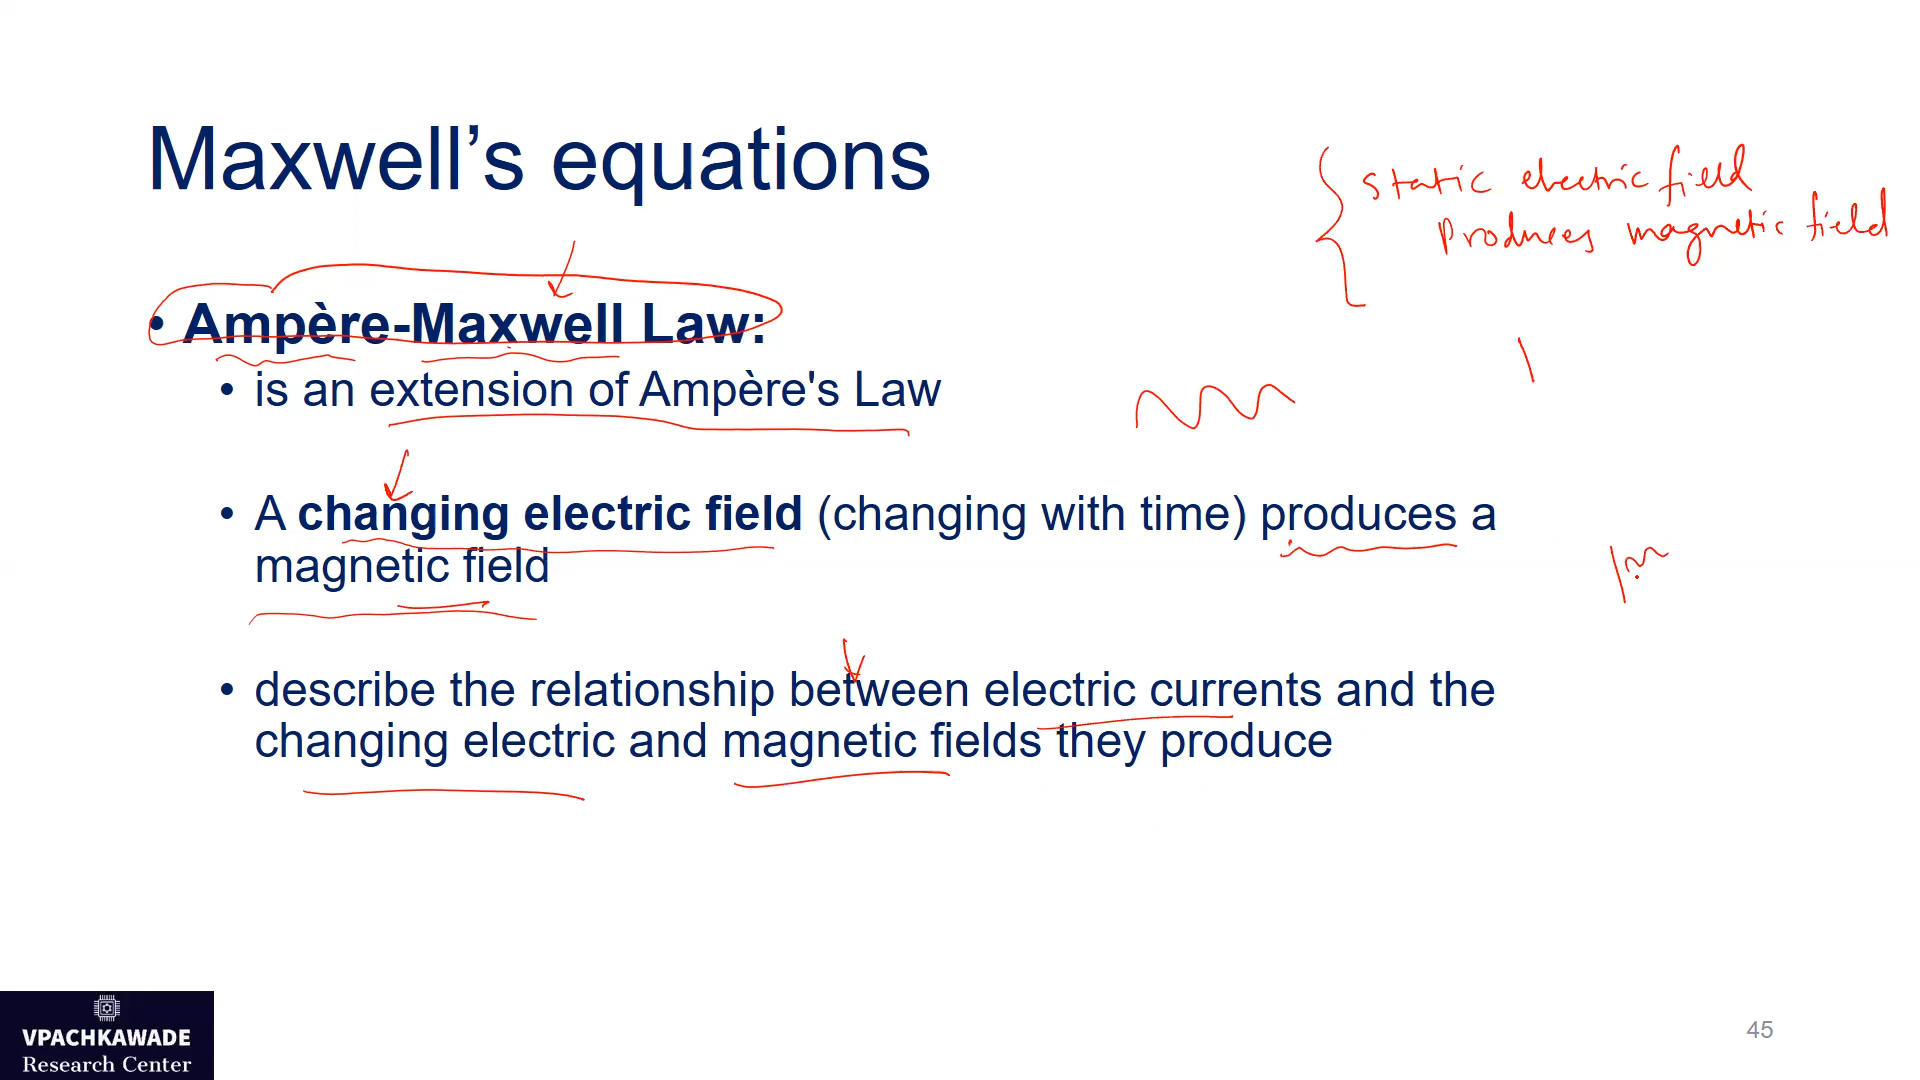 Maxwell’s equations
static electric field
produces magnetic field
• Ampère-Maxwell Law:
• is an extension of Ampère's Law
• A changing electric field (changing with time) produces a
magnetic field
• describe the relationship between electric currents and the
changing electric and magnetic fields they produce
VPACHKAWADE
Research Center
45